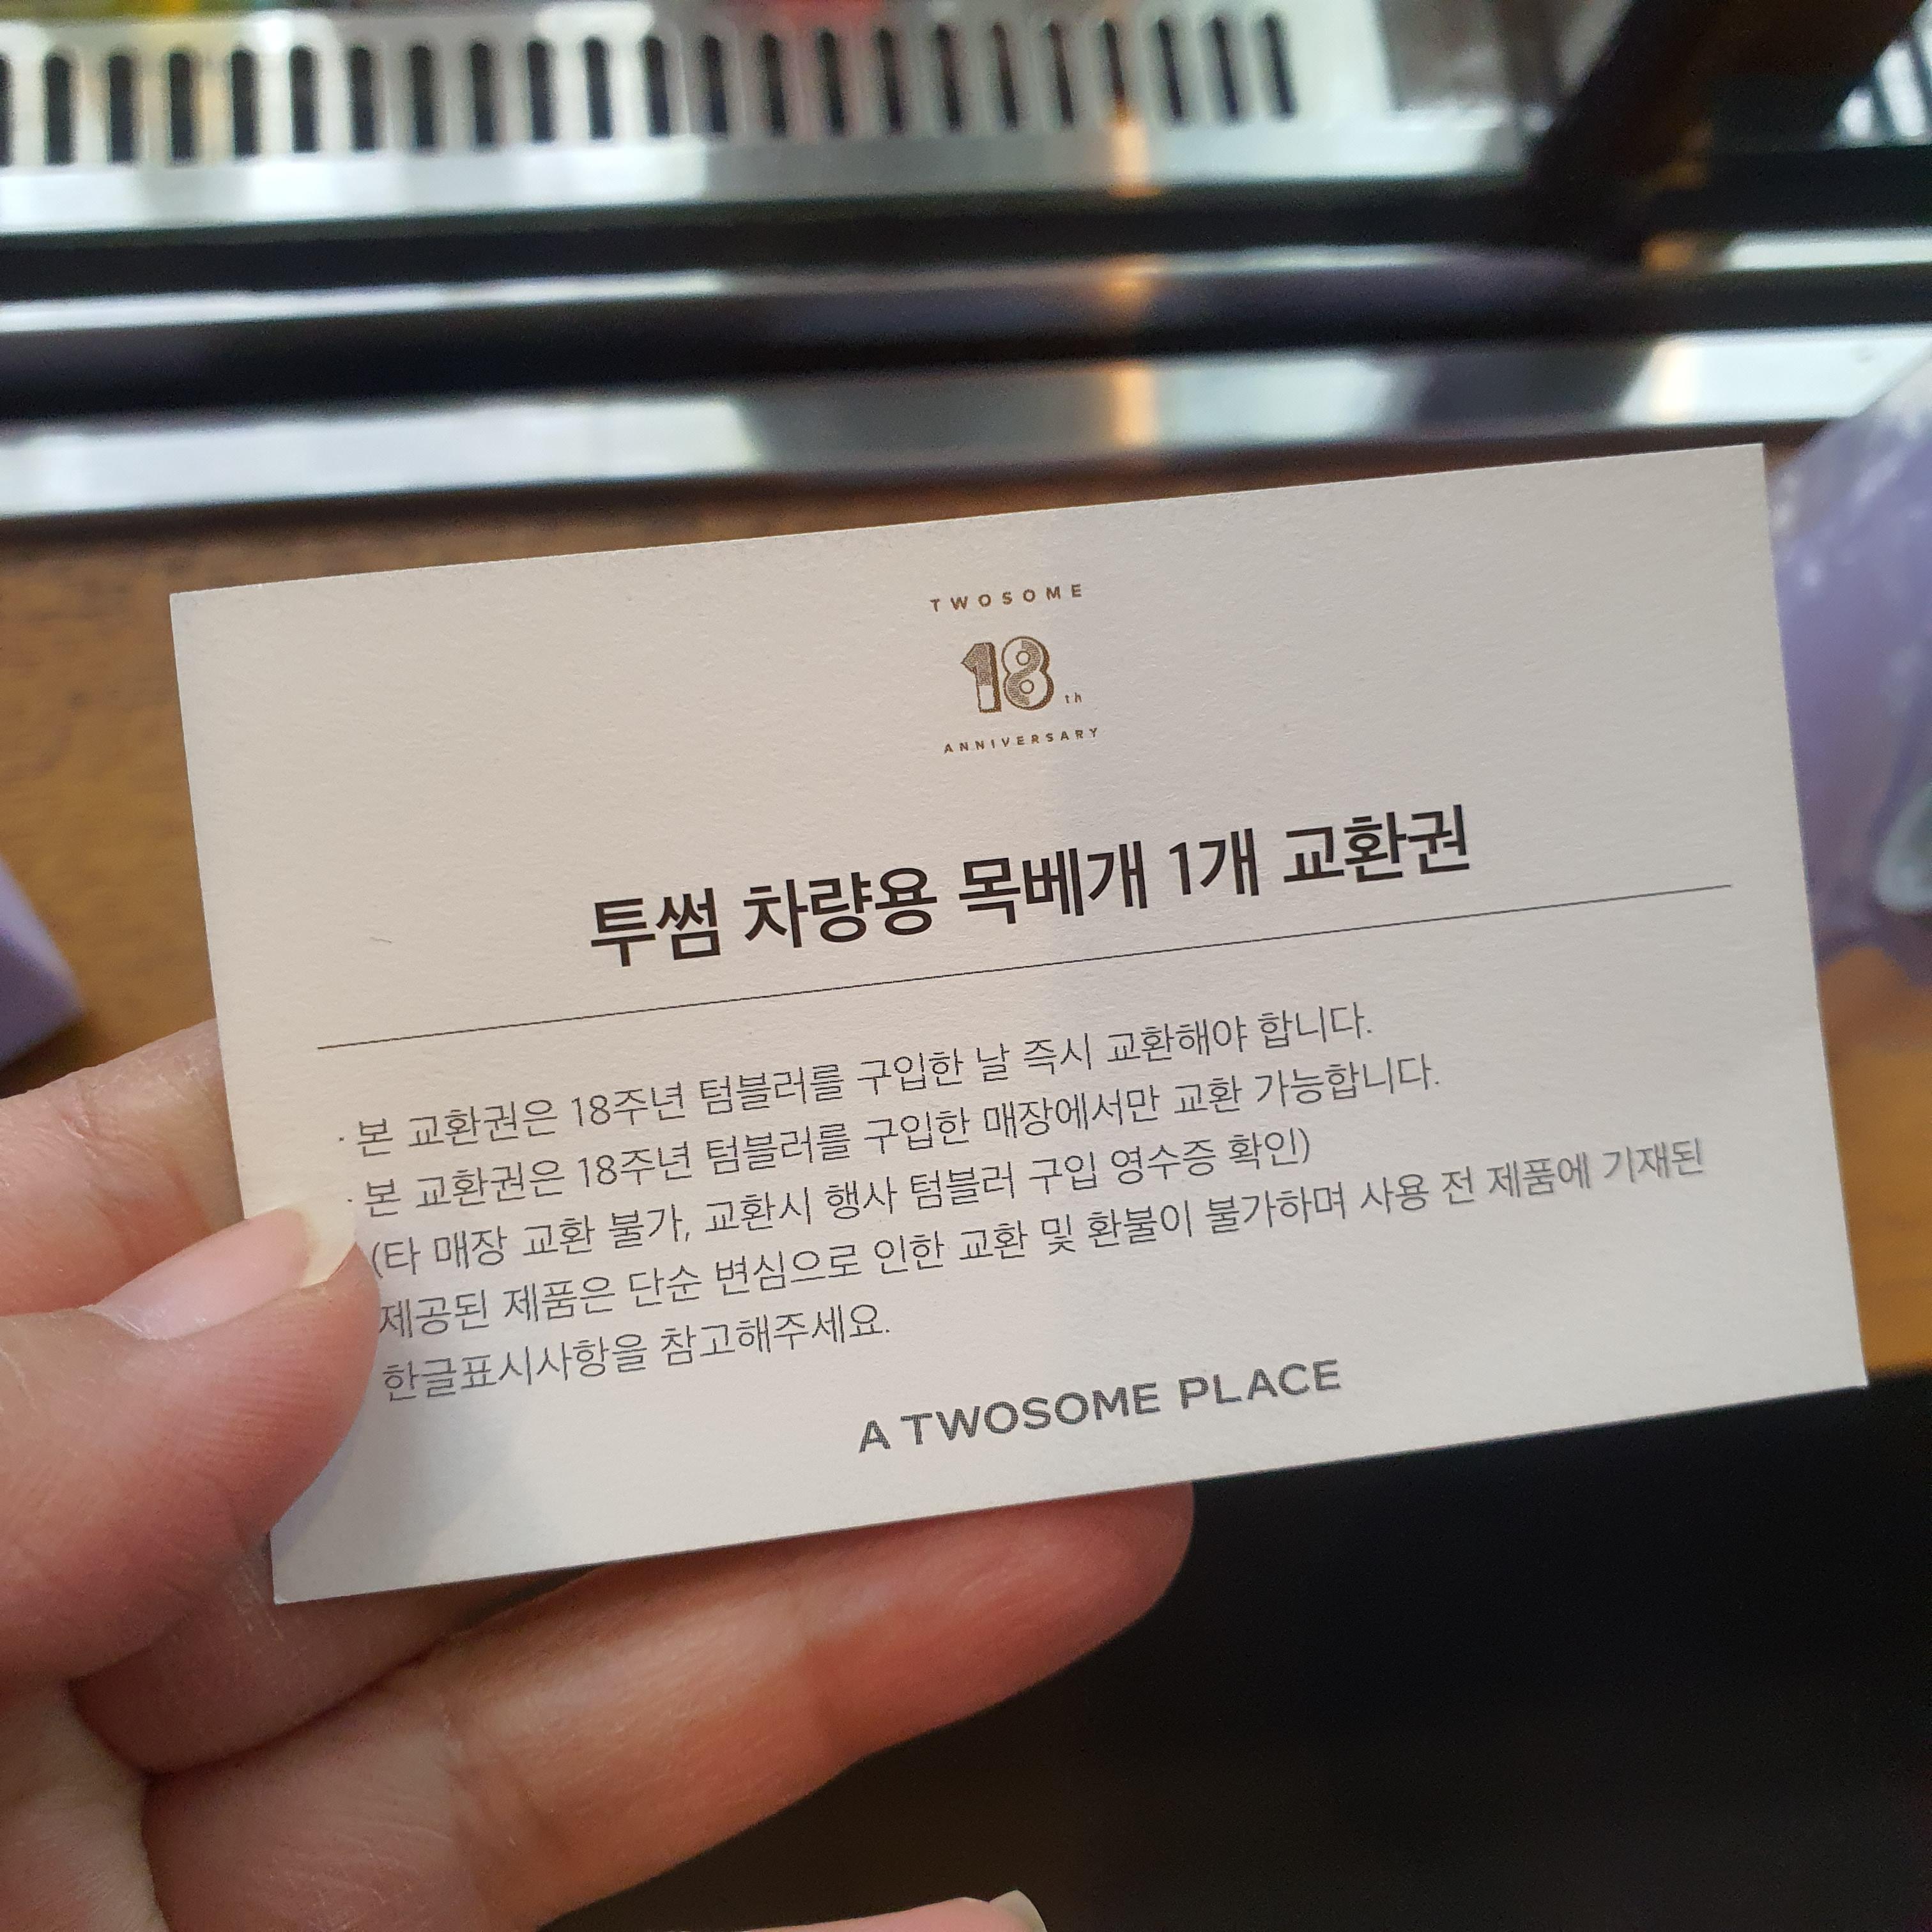 TWOSOME
18th
ANNIVERSARY
투썸 차량용 목베개 1개 교환권
· 본 교환권은 18주년 텀블러를 구입한 날 즉시 교환해야 합니다.
· 본 교환권은 18주년 텀블러를 구입한 매장에서만 교환 가능합니다.
(타 매장 교환 불가, 교환시 행사 텀블러 구입 영수증 확인)
제공된 제품은 단순 변심으로 인한 교환 및 환불이 불가하며 사용 전 제품에 기재된
한글표시사항을 참고해주세요.
A TWOSOME PLACE